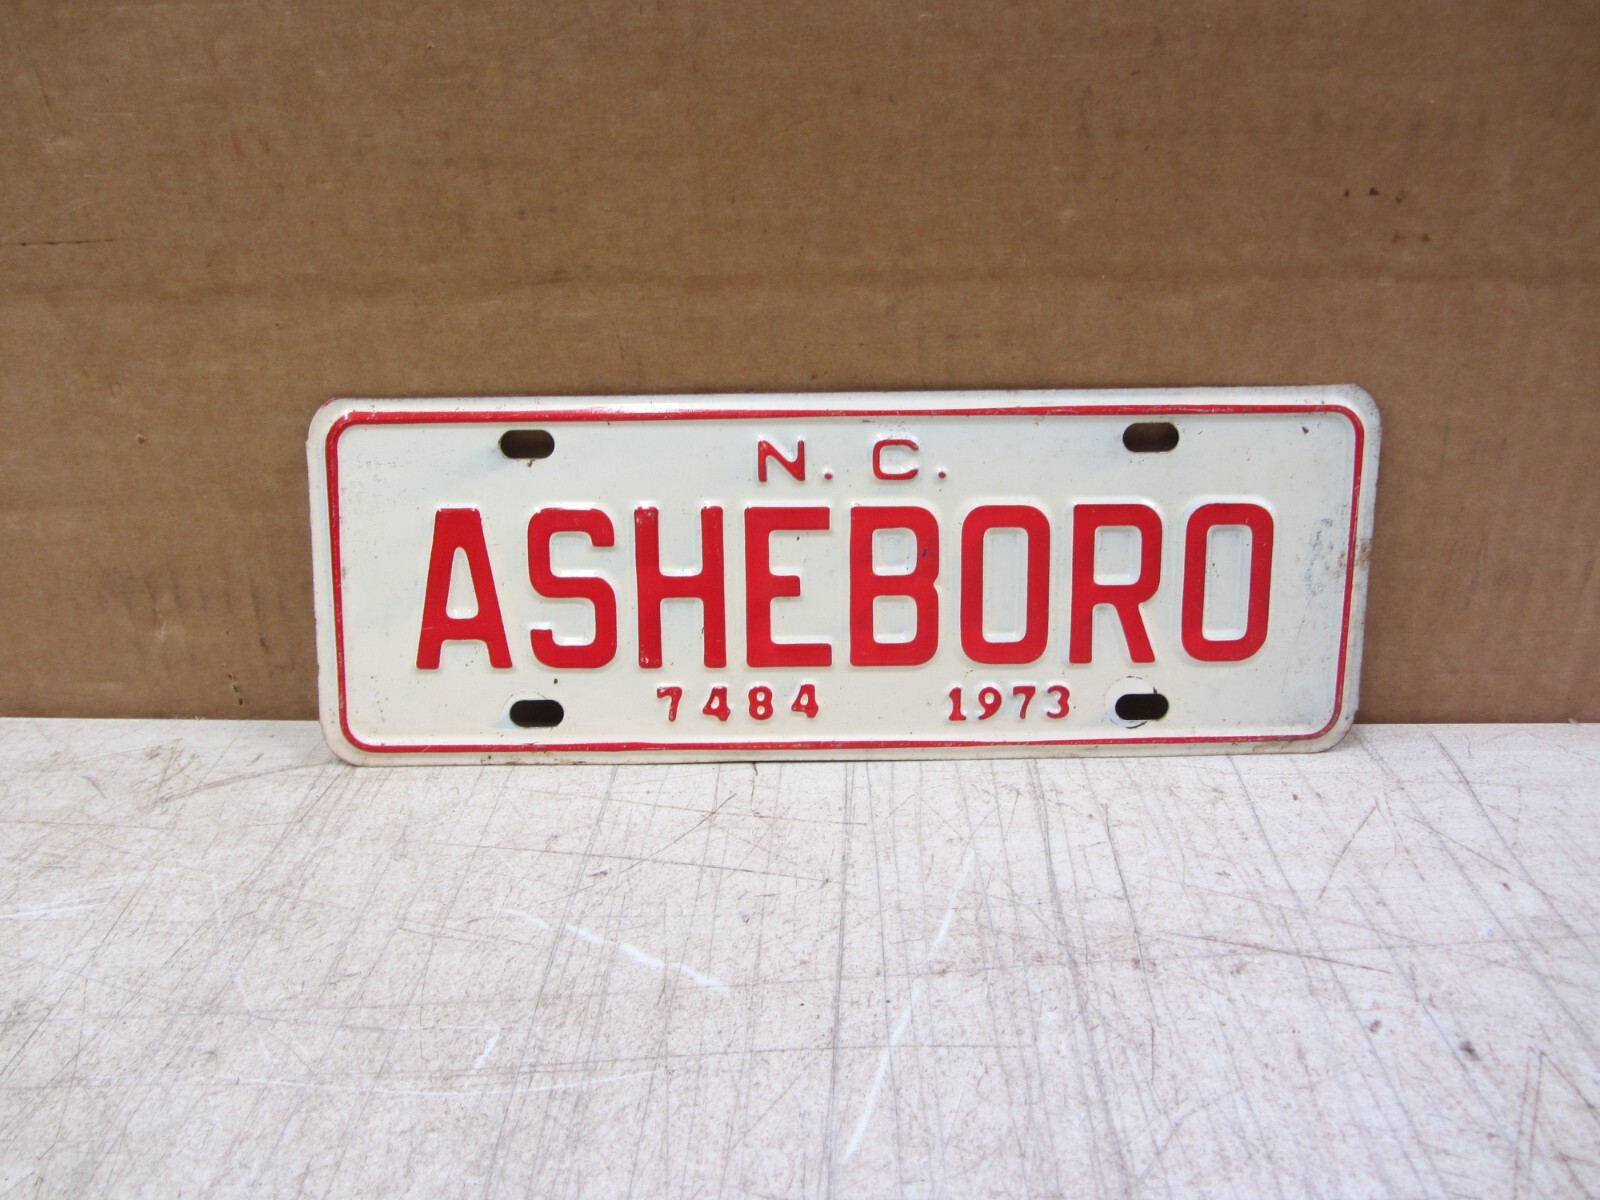 N. C.
ASHEBORO
7484 1973